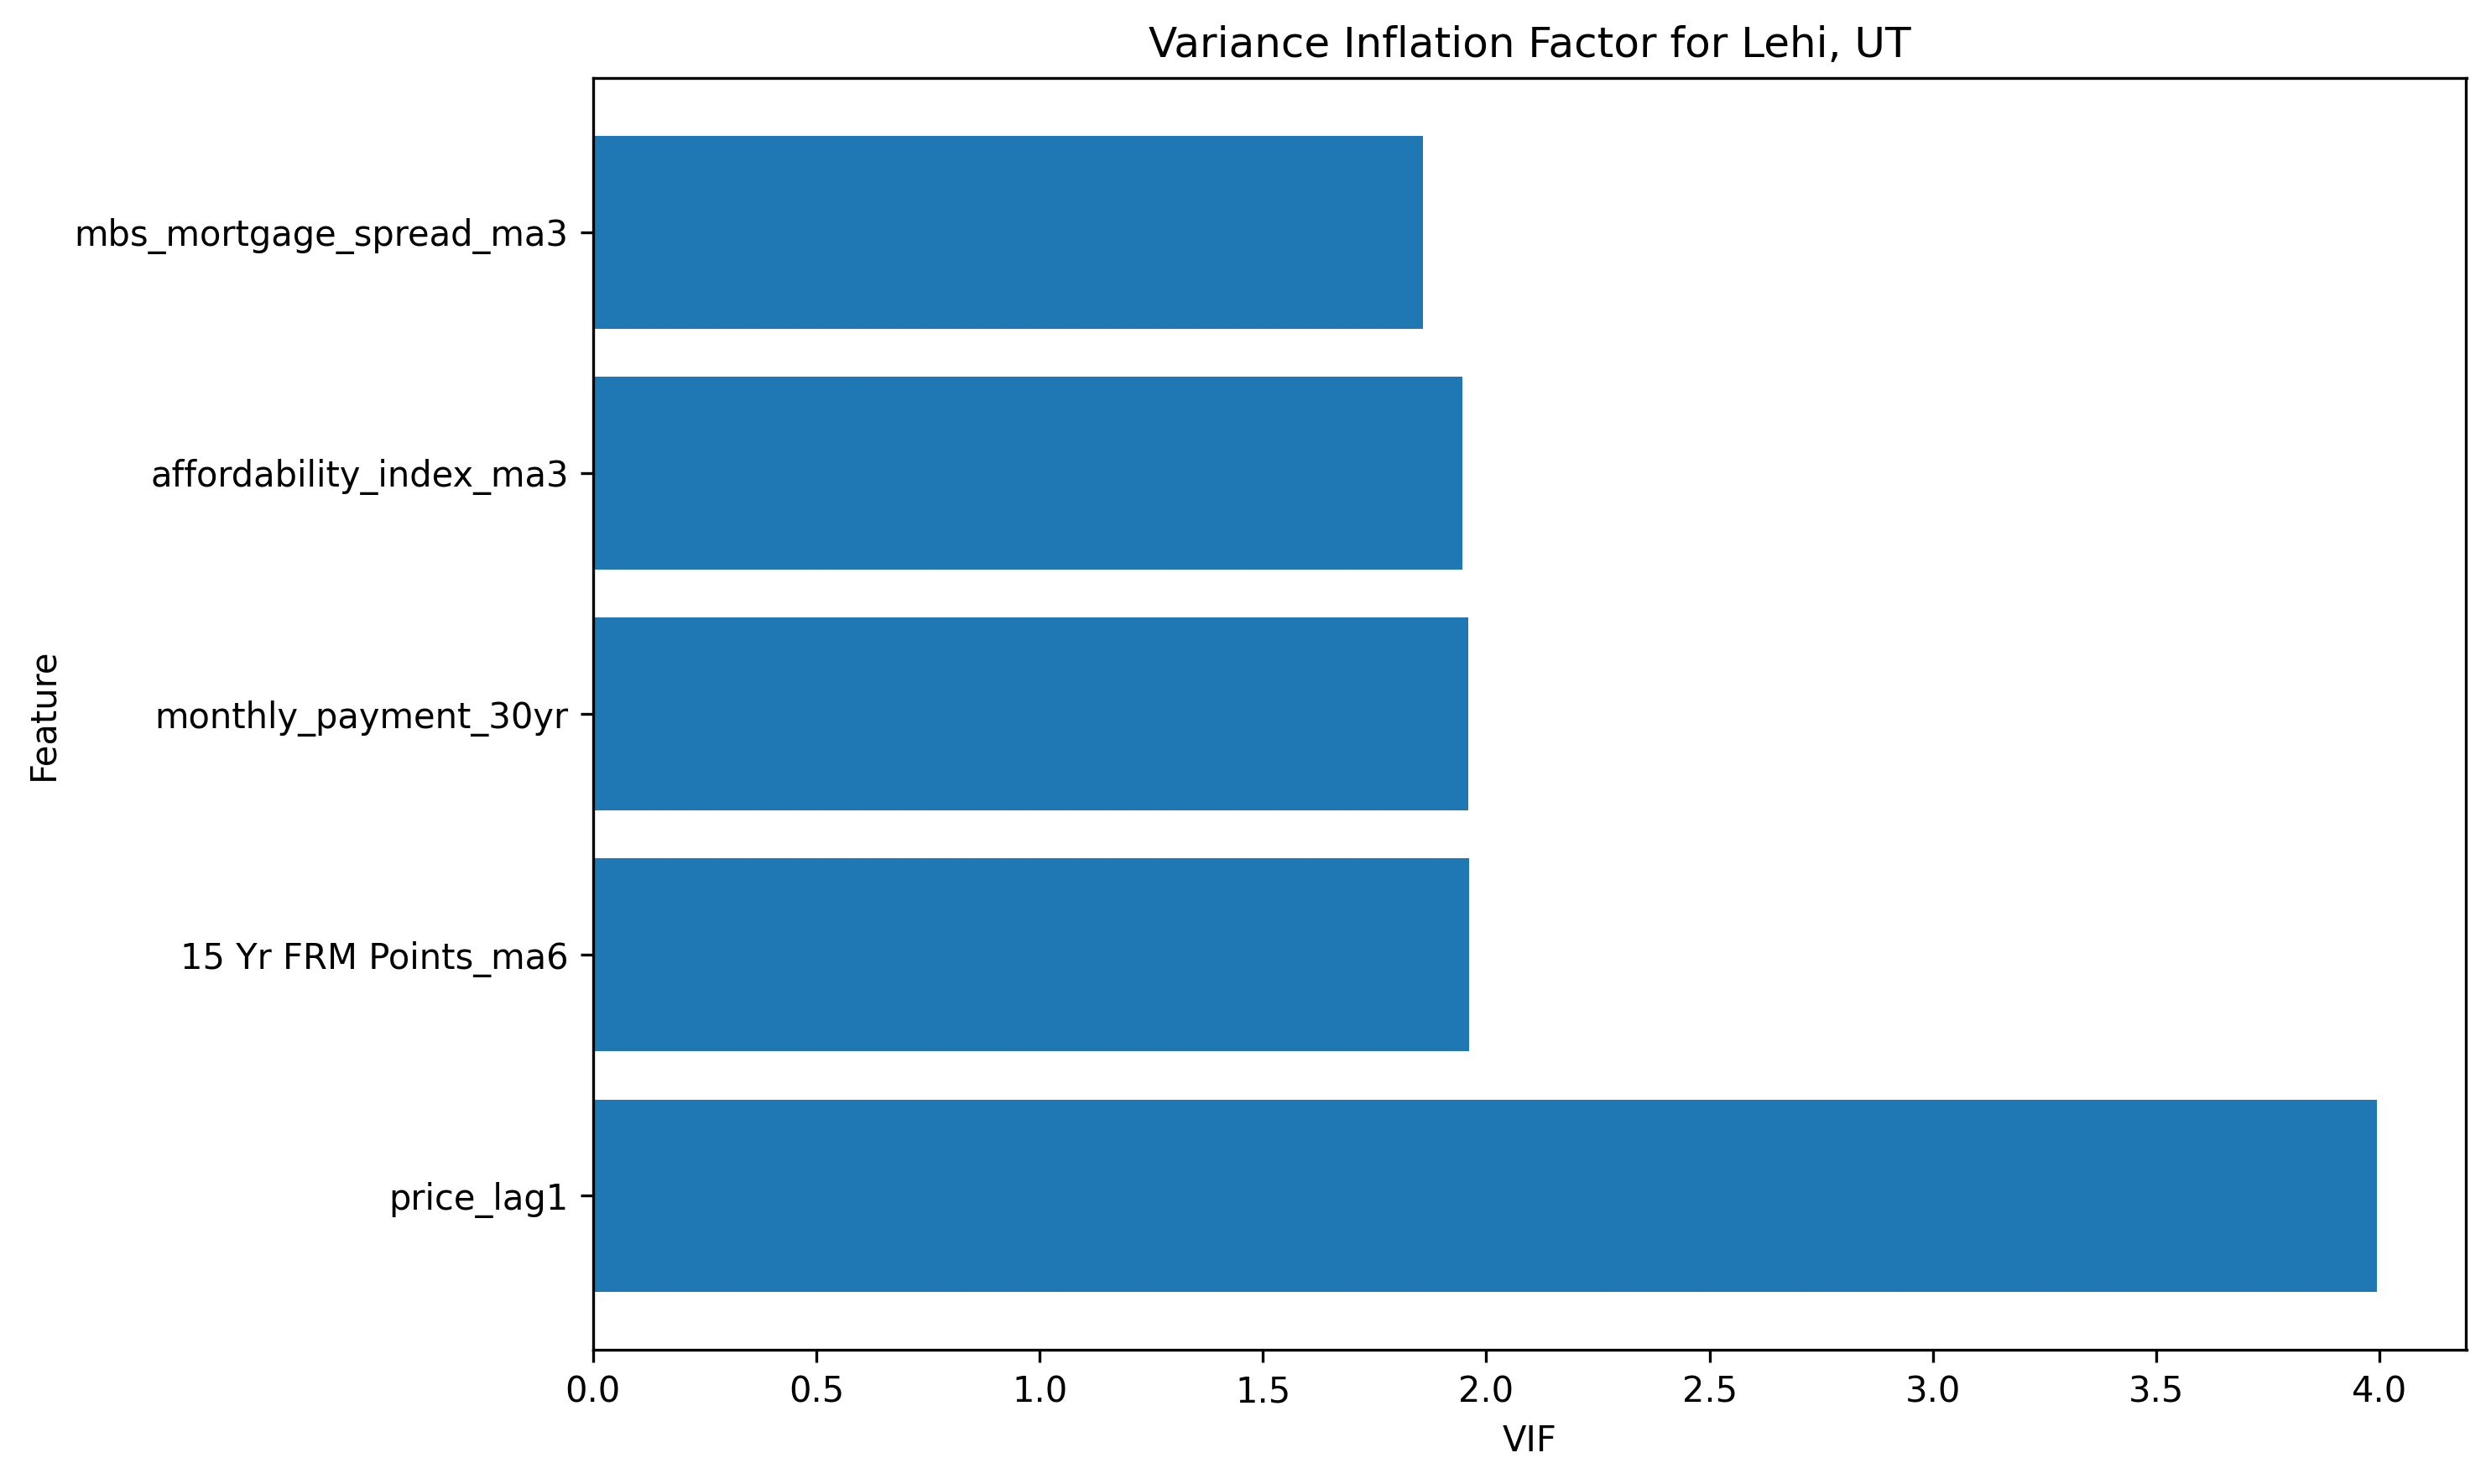 Variance Inflation Factor for Lehi, UT
mbs_mortgage_spread_ma3
affordability_index_ma3
monthly_payment_30yr
15 Yr FRM Points_ma6
price_lag1
Feature
0.0 0.5 1.0 1.5 2.0 2.5 3.0 3.5 4.0
VIF